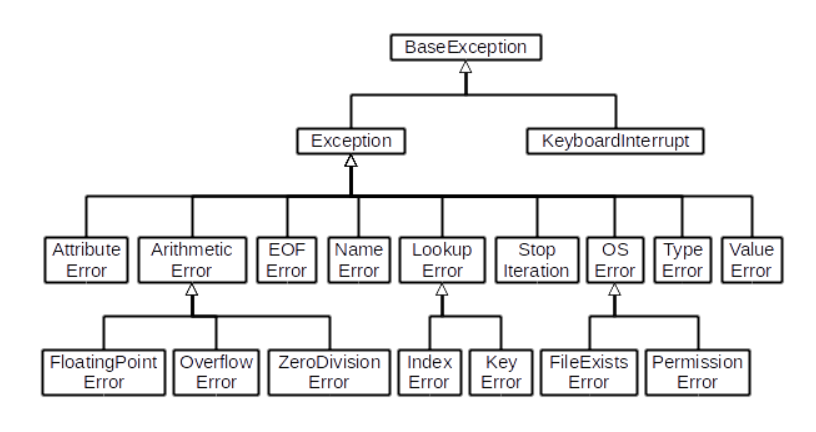 BaseException
Exception
KeyboardInterrupt
Attribute
Error
Arithmetic
Error
EOF
Error
Name
Error
Lookup
Error
Stop
Iteration
OS
Error
Type
Error
Value
Error
FloatingPoint
Error
Overflow
Error
ZeroDivision
Error
Index
Error
Key
Error
FileExists
Error
Permission
Error